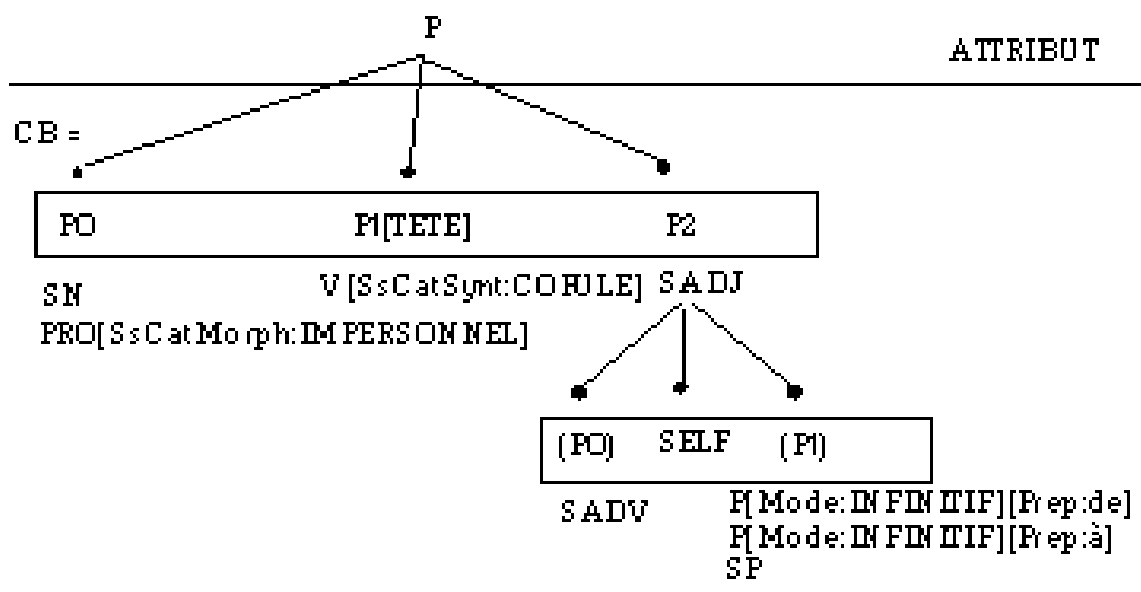 P
ATTRIBUT
CB =
P0 P1[TETE] P2
SN V[SsCatSynt:COPULE] SADJ
PRO[SsCatMorph:IMPERSONNEL]
(P0) SELF (P1)
SADV P[Mode:INFINITIF][Prep:de]
P[Mode:INFINITIF][Prep:à]
SP